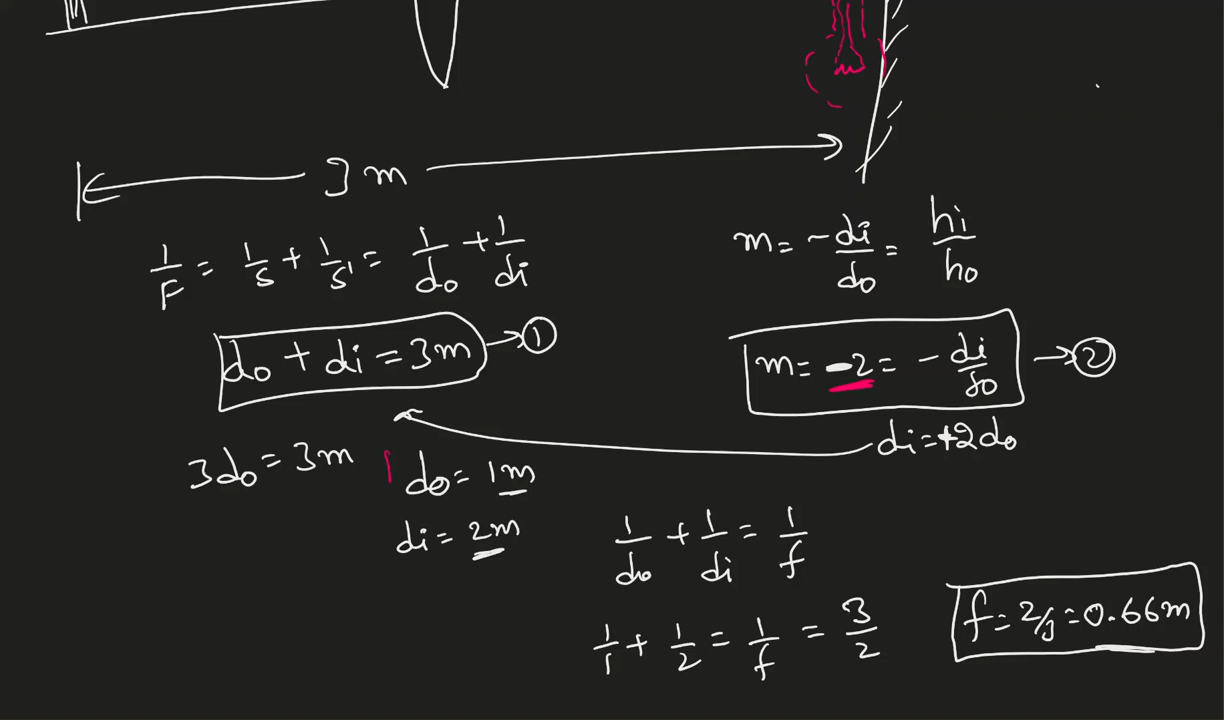 3 m
1/F = 1/s + 1/s' = 1/do + 1/di
m = -di/do = hi/ho
do + di = 3m → ①
m = -2 = - di/do → ②
di = +2do
3do = 3m
do = 1m
di = 2m
1/do + 1/di = 1/f
1/1 + 1/2 = 1/f = 3/2
f = 2/3 = 0.66m